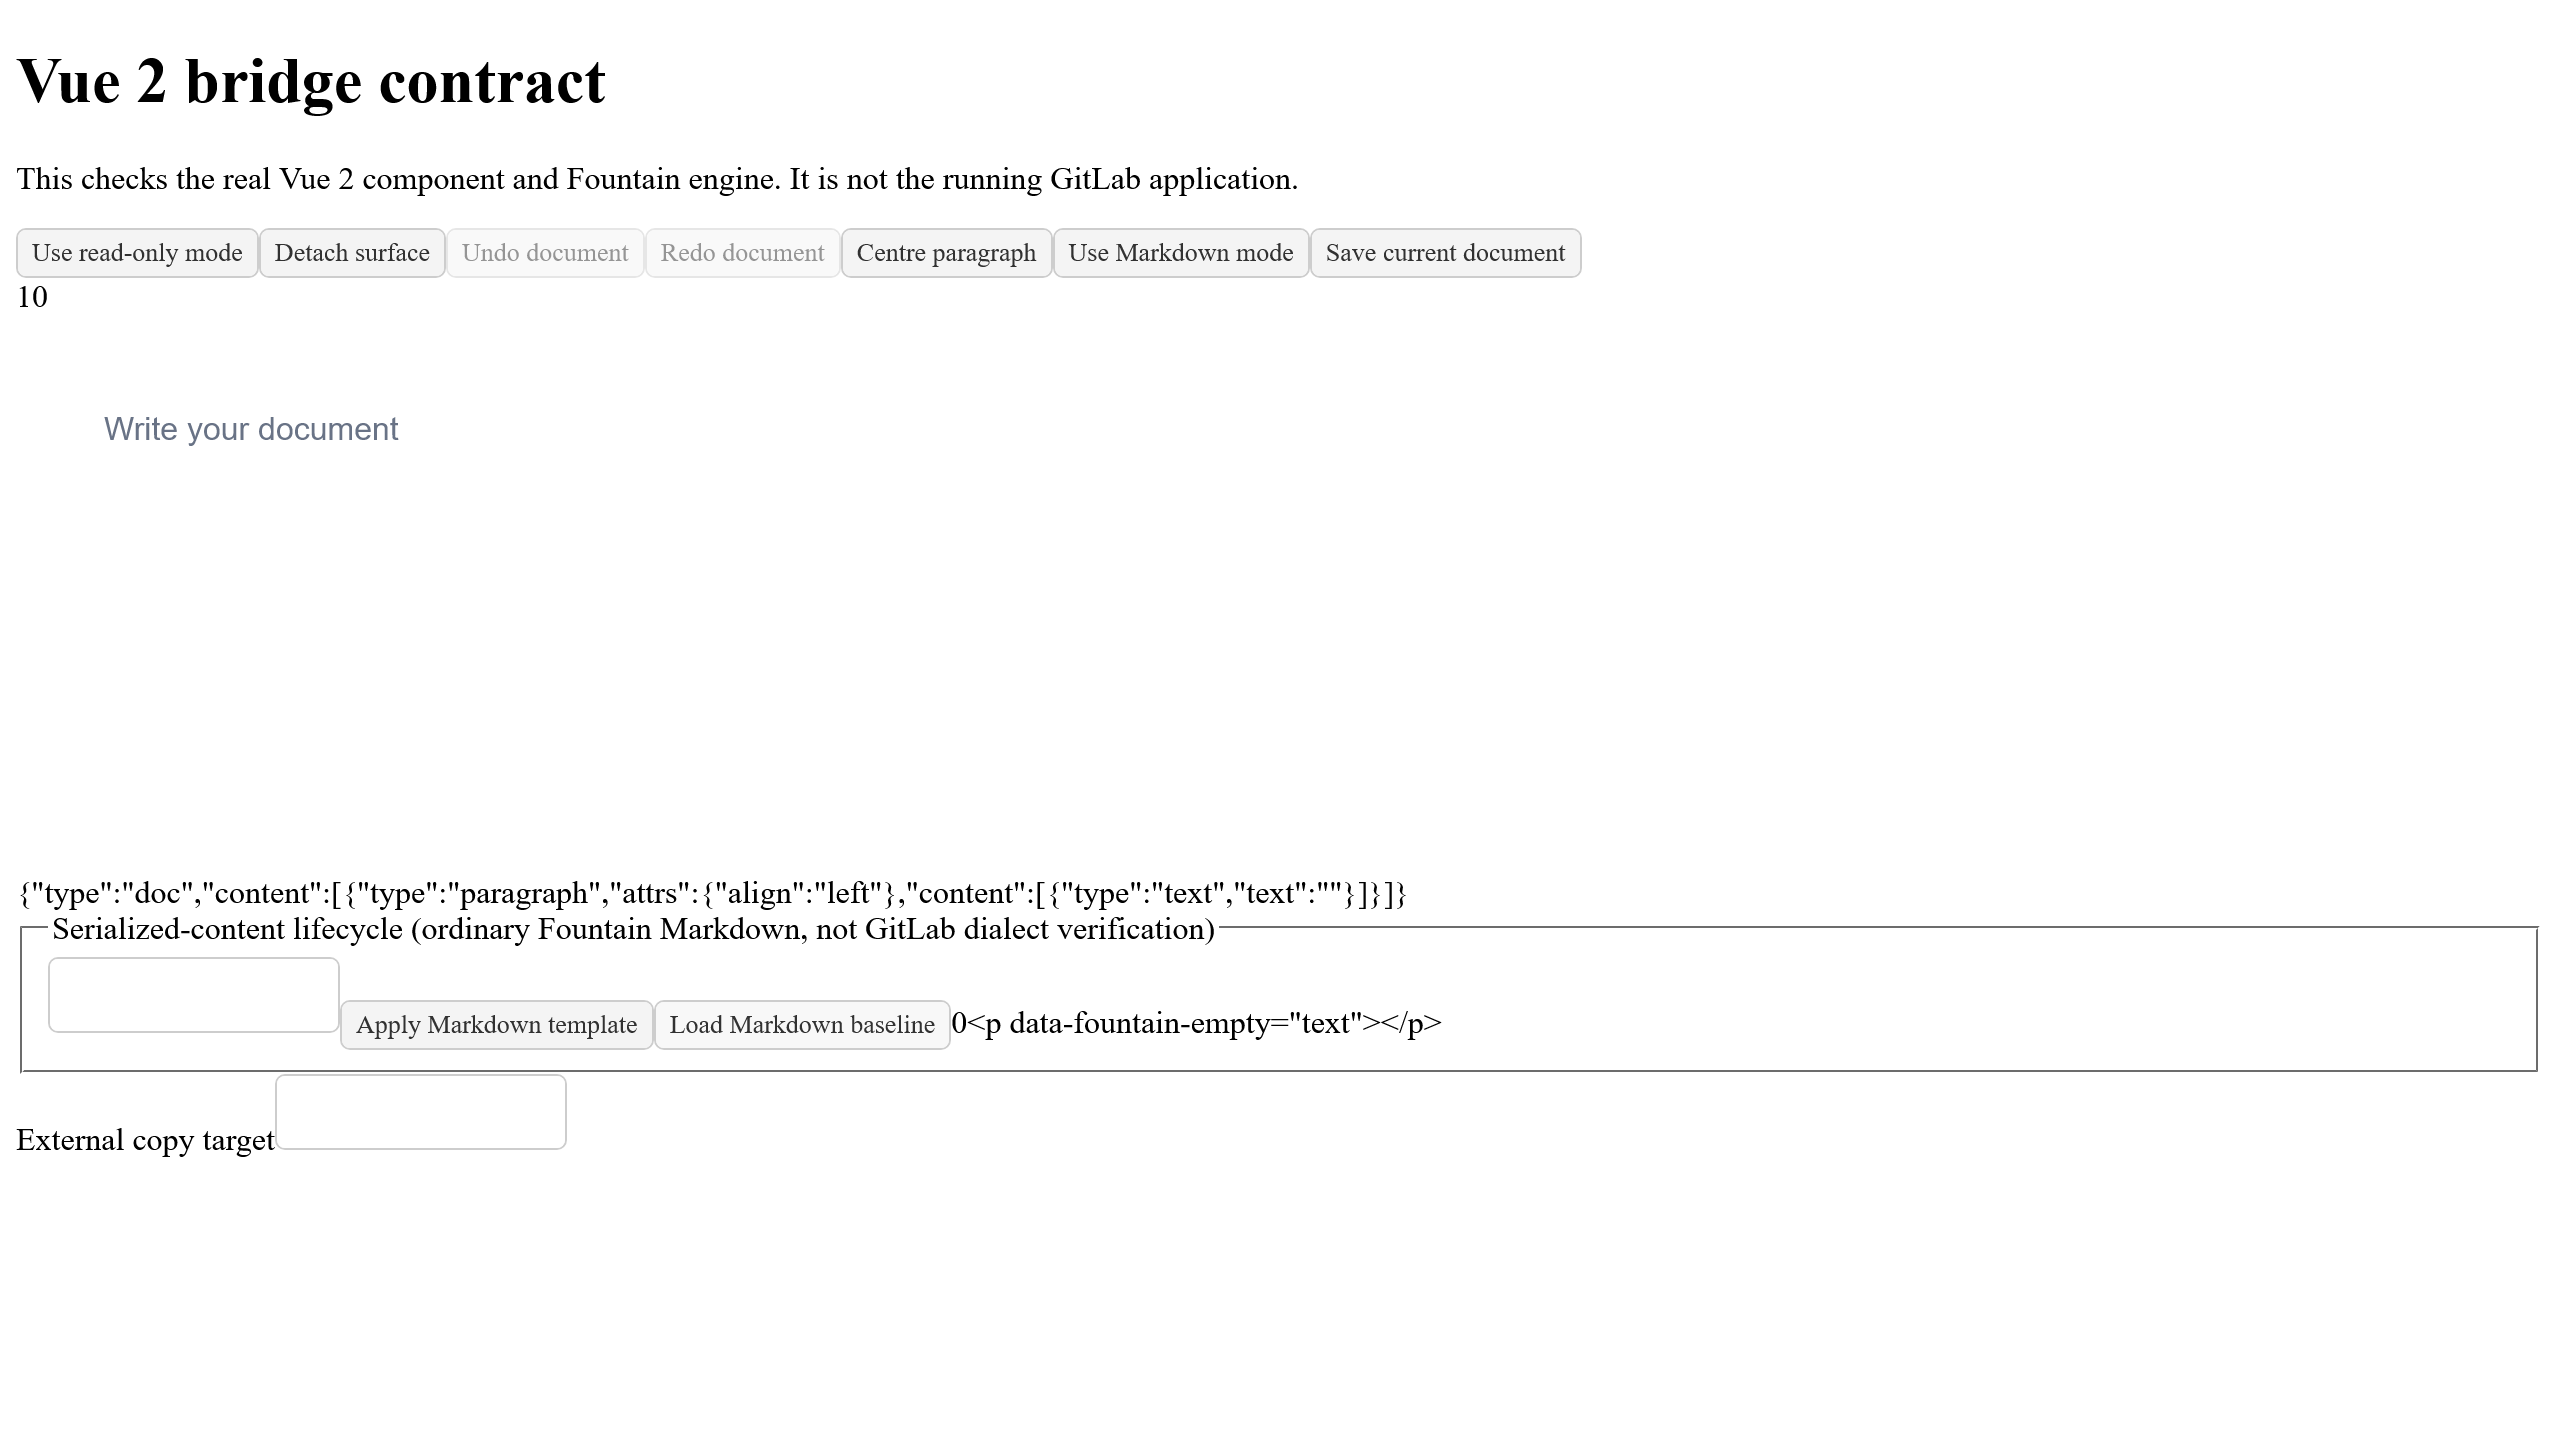 Vue 2 bridge contract
This checks the real Vue 2 component and Fountain engine. It is not the running GitLab application.
Use read-only mode Detach surface Undo document Redo document Centre paragraph Use Markdown mode Save current document
10
Write your document
{"type":"doc","content":[{"type":"paragraph","attrs":{"align":"left"},"content":[{"type":"text","text":""}]}]}
Serialized-content lifecycle (ordinary Fountain Markdown, not GitLab dialect verification)
Apply Markdown template Load Markdown baseline 0<p data-fountain-empty="text"></p>
External copy target